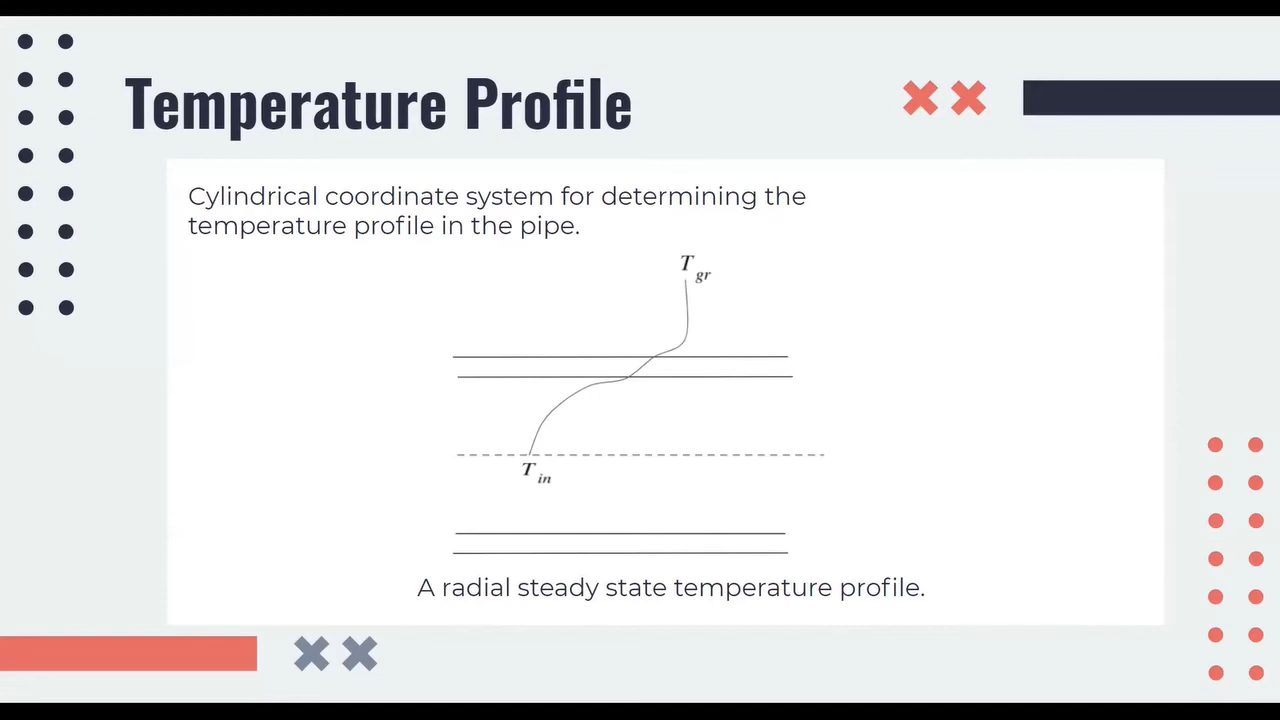 Temperature Profile
Cylindrical coordinate system for determining the
temperature profile in the pipe.
T gr
T in
A radial steady state temperature profile.